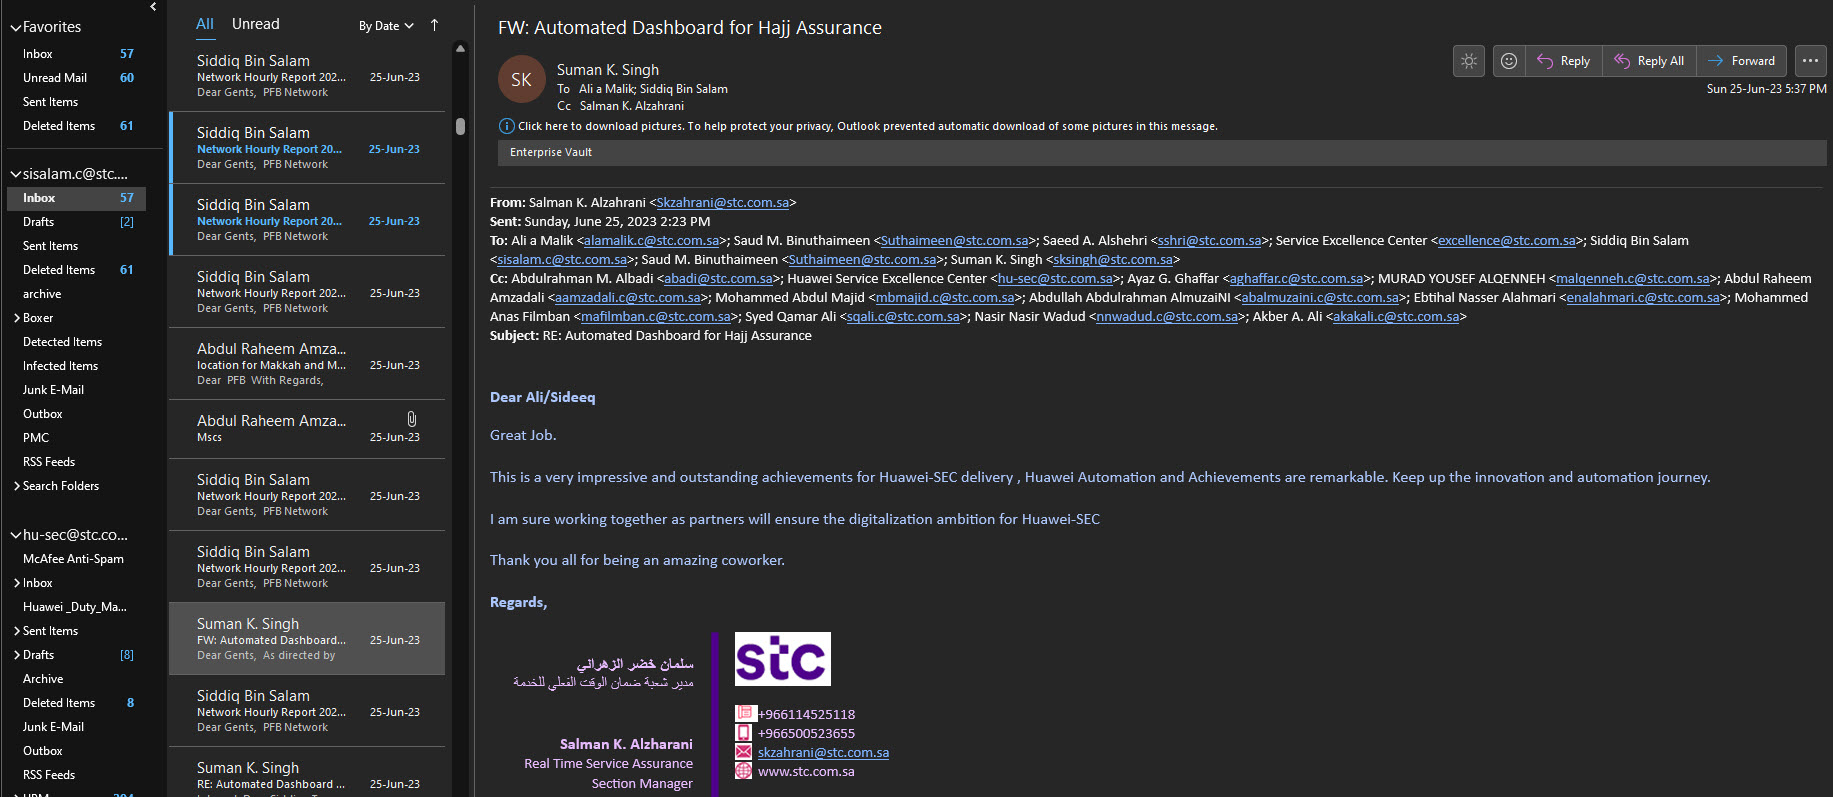 Favorites
Inbox 57
Unread Mail 60
Sent Items
Deleted Items 61
sisalam.c@stc....
Inbox 57
Drafts [2]
Sent Items
Deleted Items 61
archive
Boxer
Detected Items
Infected Items
Junk E-Mail
Outbox
PMC
RSS Feeds
Search Folders
hu-sec@stc.co...
McAfee Anti-Spam
Inbox
Huawei _Duty_Ma...
Sent Items
Drafts [8]
Archive
Deleted Items 8
Junk E-Mail
Outbox
RSS Feeds
All Unread By Date
Siddiq Bin Salam
Network Hourly Report 202... 25-Jun-23
Dear Gents, PFB Network
Siddiq Bin Salam
Network Hourly Report 20... 25-Jun-23
Dear Gents, PFB Network
Siddiq Bin Salam
Network Hourly Report 20... 25-Jun-23
Dear Gents, PFB Network
Siddiq Bin Salam
Network Hourly Report 202... 25-Jun-23
Dear Gents, PFB Network
Abdul Raheem Amza...
location for Makkah and M... 25-Jun-23
Dear PFB With Regards,
Abdul Raheem Amza...
Mscs 25-Jun-23
Siddiq Bin Salam
Network Hourly Report 202... 25-Jun-23
Dear Gents, PFB Network
Siddiq Bin Salam
Network Hourly Report 202... 25-Jun-23
Dear Gents, PFB Network
Suman K. Singh
FW: Automated Dashboard... 25-Jun-23
Dear Gents, As directed by
Siddiq Bin Salam
Network Hourly Report 202... 25-Jun-23
Dear Gents, PFB Network
Suman K. Singh
RE: Automated Dashboard ... 25-Jun-23
FW: Automated Dashboard for Hajj Assurance
SK
Suman K. Singh
To Ali a Malik; Siddiq Bin Salam
Cc Salman K. Alzahrani
Reply Reply All Forward
Sun 25-Jun-23 5:37 PM
Click here to download pictures. To help protect your privacy, Outlook prevented automatic download of some pictures in this message.
Enterprise Vault
From: Salman K. Alzahrani <Skzahrani@stc.com.sa>
Sent: Sunday, June 25, 2023 2:23 PM
To: Ali a Malik <alamalik.c@stc.com.sa>; Saud M. Binuthaimeen <Suthaimeen@stc.com.sa>; Saeed A. Alshehri <sshri@stc.com.sa>; Service Excellence Center <excellence@stc.com.sa>; Siddiq Bin Salam
<sisalam.c@stc.com.sa>; Saud M. Binuthaimeen <Suthaimeen@stc.com.sa>; Suman K. Singh <sksingh@stc.com.sa>
Cc: Abdulrahman M. Albadi <abadi@stc.com.sa>; Huawei Service Excellence Center <hu-sec@stc.com.sa>; Ayaz G. Ghaffar <aghaffar.c@stc.com.sa>; MURAD YOUSEF ALQENNEH <malqenneh.c@stc.com.sa>; Abdul Raheem
Amzadali <aamzadali.c@stc.com.sa>; Mohammed Abdul Majid <mbmajid.c@stc.com.sa>; Abdullah Abdulrahman AlmuzaiNI <abalmuzaini.c@stc.com.sa>; Ebtihal Nasser Alahmari <enalahmari.c@stc.com.sa>; Mohammed
Anas Filmban <mafilmban.c@stc.com.sa>; Syed Qamar Ali <sqali.c@stc.com.sa>; Nasir Nasir Wadud <nnwadud.c@stc.com.sa>; Akber A. Ali <akakali.c@stc.com.sa>
Subject: RE: Automated Dashboard for Hajj Assurance
Dear Ali/Sideeq
Great Job.
This is a very impressive and outstanding achievements for Huawei-SEC delivery , Huawei Automation and Achievements are remarkable. Keep up the innovation and automation journey.
I am sure working together as partners will ensure the digitalization ambition for Huawei-SEC
Thank you all for being an amazing coworker.
Regards,
سلمان خضر الزهراني
مدير شعبة ضمان الوقت الفعلي للخدمة
Salman K. Alzharani
Real Time Service Assurance
Section Manager
stc
+966114525118
+966500523655
skzahrani@stc.com.sa
www.stc.com.sa